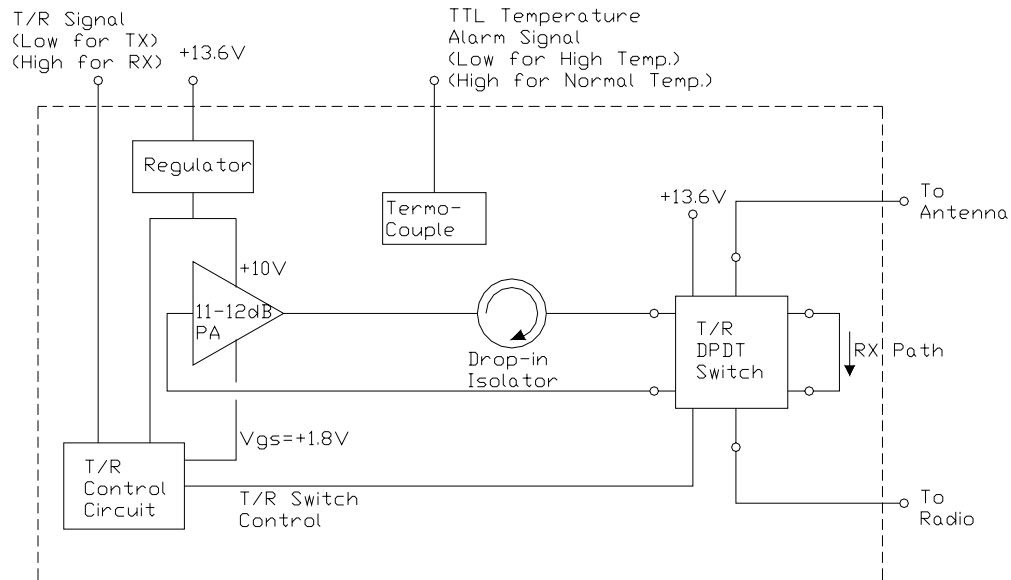 T/R Signal
(Low for TX)
(High for RX)
+13.6V
TTL Temperature
Alarm Signal
(Low for High Temp.)
(High for Normal Temp.)
Regulator
Termo-
Couple
+13.6V
To
Antenna
+10V
11-12dB
PA
Drop-in
Isolator
T/R
DPDT
Switch
RX Path
Vgs=+1.8V
T/R
Control
Circuit
T/R Switch
Control
To
Radio